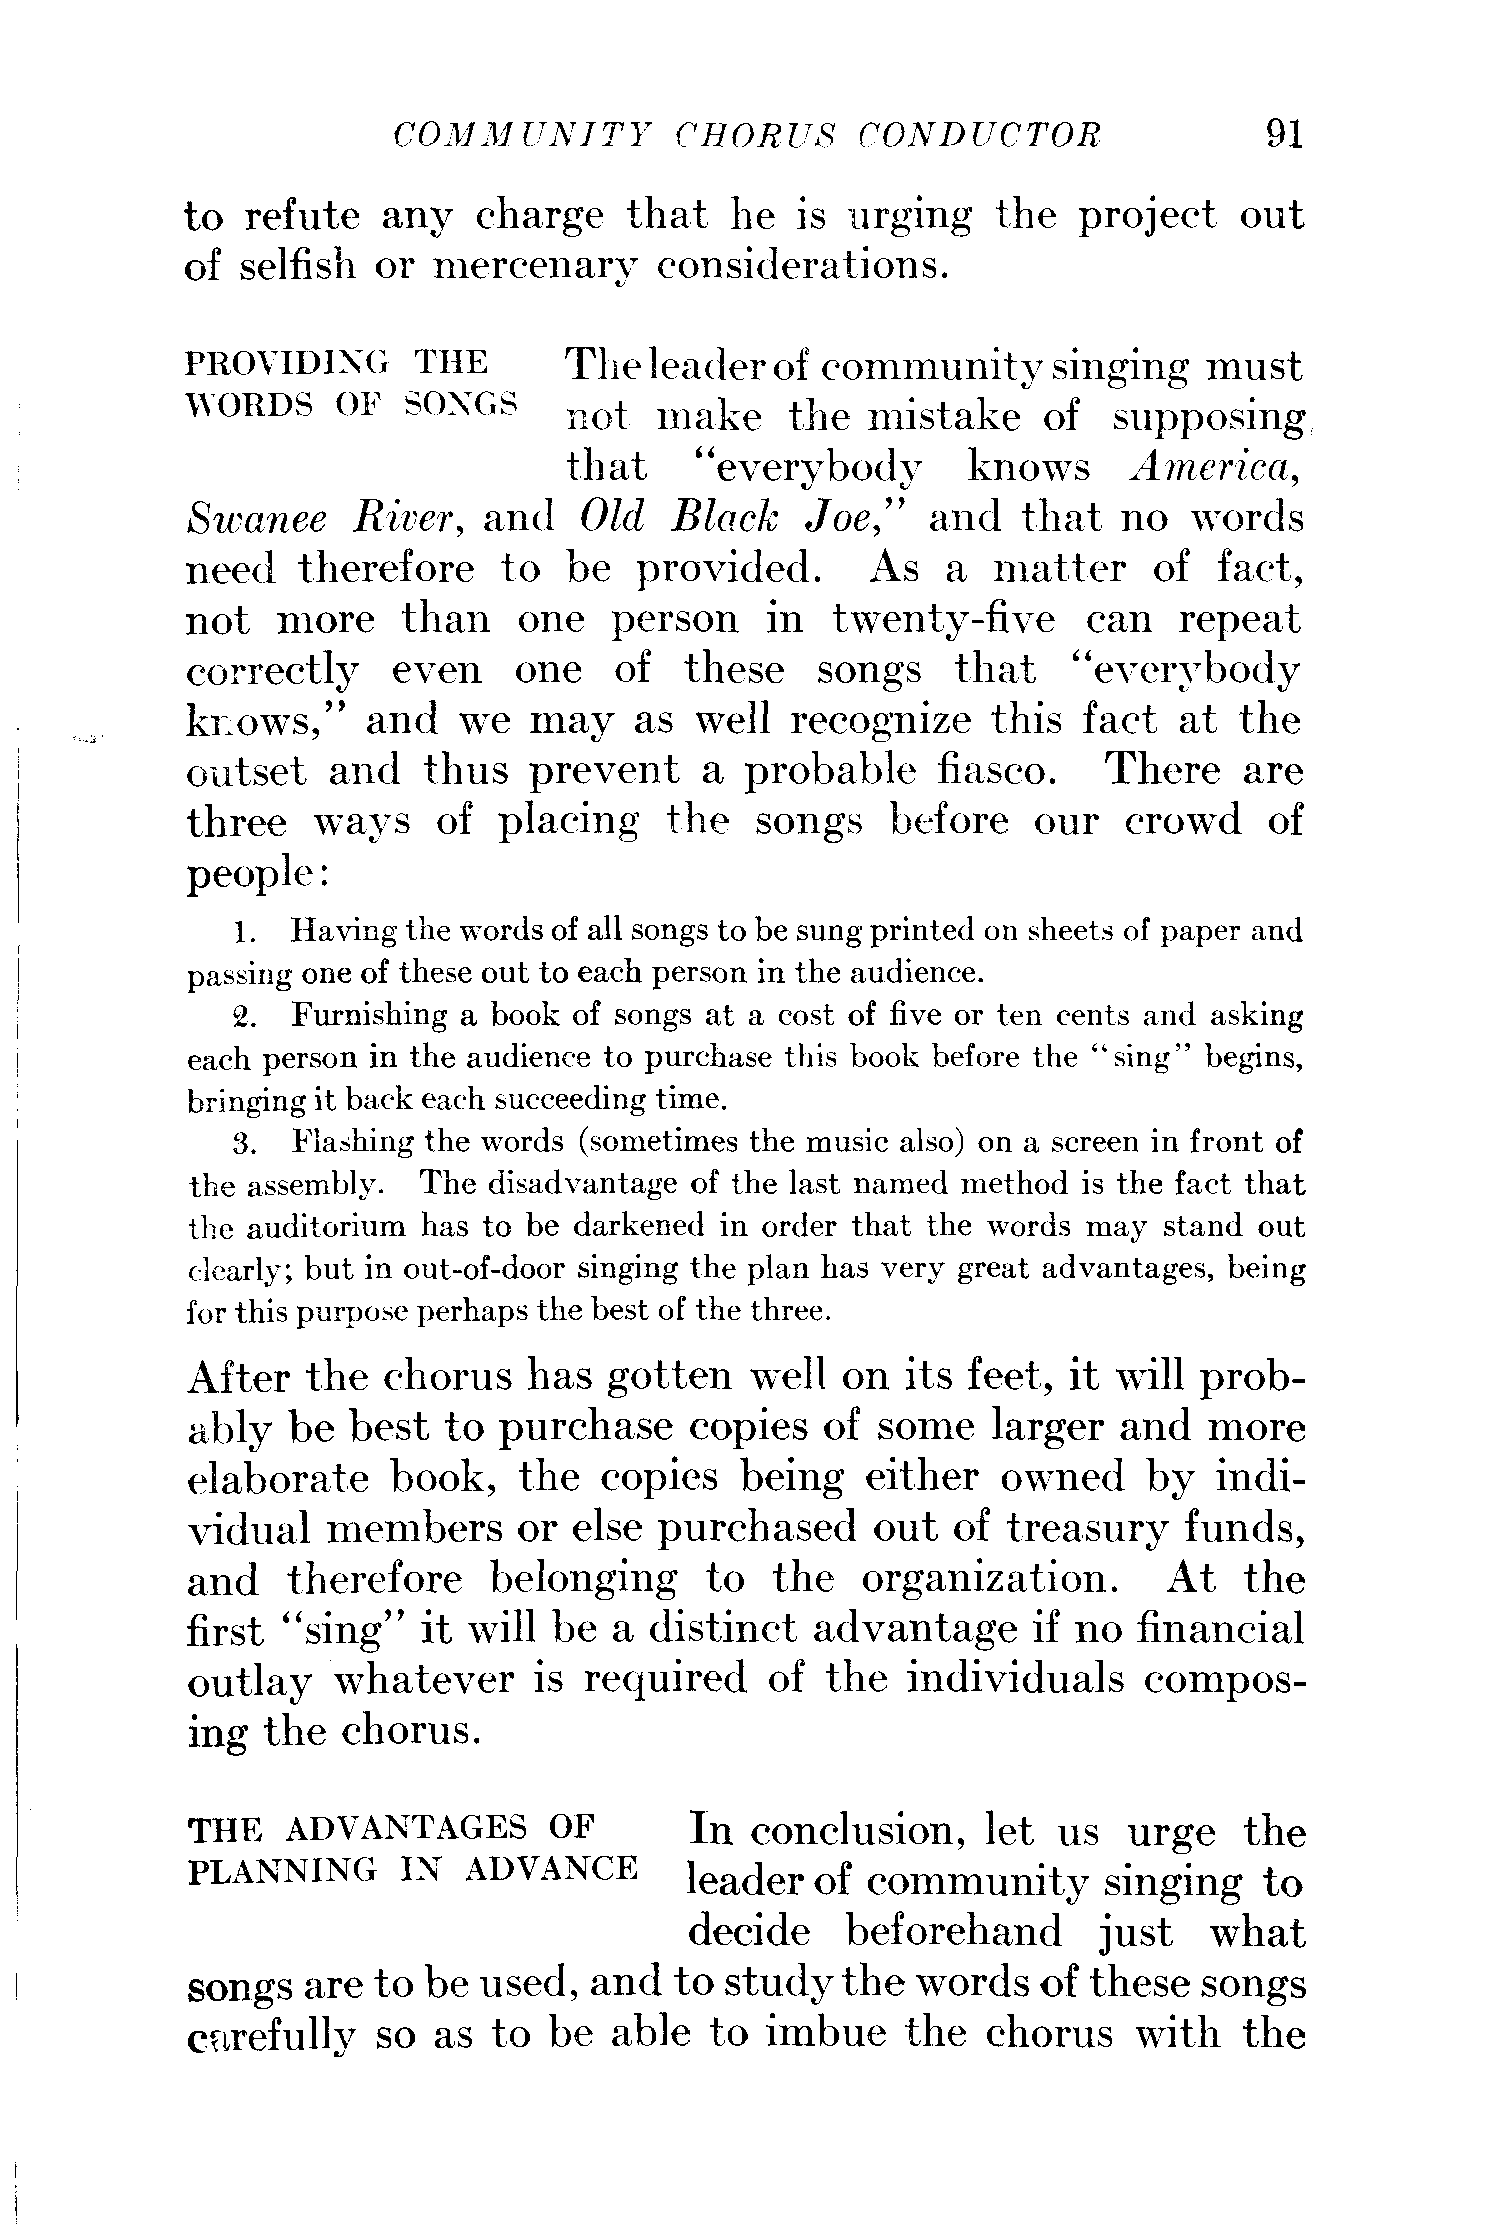 COMMUNITY CHORUS CONDUCTOR 91
to refute any charge that he is urging the project out
of selfish or mercenary considerations.
PROVIDING THE
WORDS OF SONGS
The leader of community singing must
not make the mistake of supposing
that "everybody knows America,
Swanee River, and Old Black Joe," and that no words
need therefore to be provided. As a matter of fact,
not more than one person in twenty-five can repeat
correctly even one of these songs that "everybody
knows," and we may as well recognize this fact at the
outset and thus prevent a probable fiasco. There are
three ways of placing the songs before our crowd of
people:
1. Having the words of all songs to be sung printed on sheets of paper and
passing one of these out to each person in the audience.
2. Furnishing a book of songs at a cost of five or ten cents and asking
each person in the audience to purchase this book before the "sing" begins,
bringing it back each succeeding time.
3. Flashing the words (sometimes the music also) on a screen in front of
the assembly. The disadvantage of the last named method is the fact that
the auditorium has to be darkened in order that the words may stand out
clearly; but in out-of-door singing the plan has very great advantages, being
for this purpose perhaps the best of the three.
After the chorus has gotten well on its feet, it will prob-
ably be best to purchase copies of some larger and more
elaborate book, the copies being either owned by indi-
vidual members or else purchased out of treasury funds,
and therefore belonging to the organization. At the
first "sing" it will be a distinct advantage if no financial
outlay whatever is required of the individuals compos-
ing the chorus.
THE ADVANTAGES OF
PLANNING IN ADVANCE
In conclusion, let us urge the
leader of community singing to
decide beforehand just what
songs are to be used, and to study the words of these songs
carefully so as to be able to imbue the chorus with the